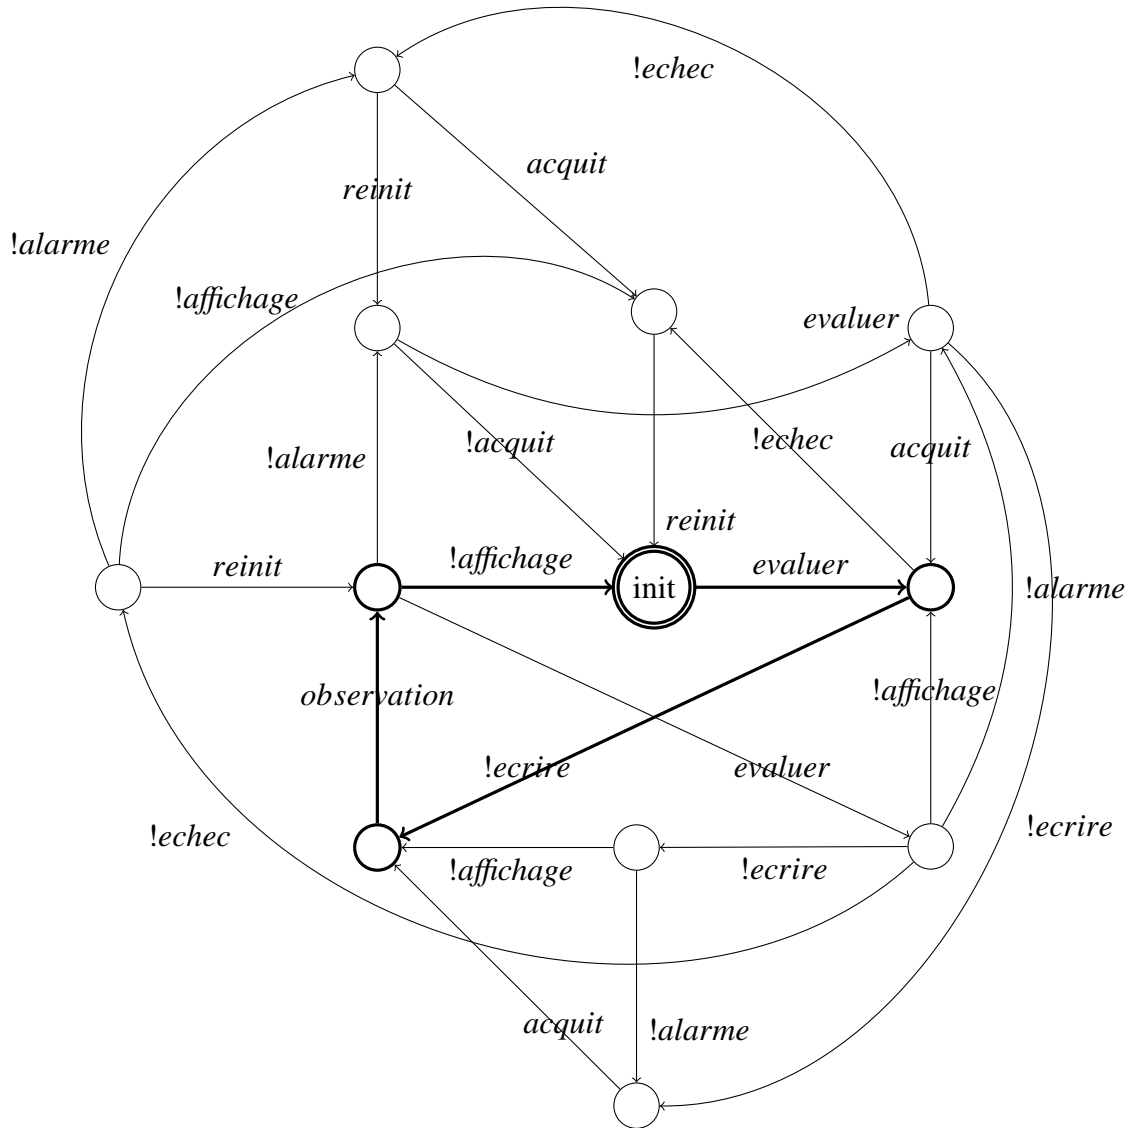 !echec
acquit
reinit
!alarme
!affichage
evaluer
!acquit
!echec
acquit
!alarme
reinit
!affichage
evaluer
reinit
init
!alarme
observation
!affichage
!ecrire
evaluer
!echec
!ecrire
!affichage
!ecrire
acquit
!alarme